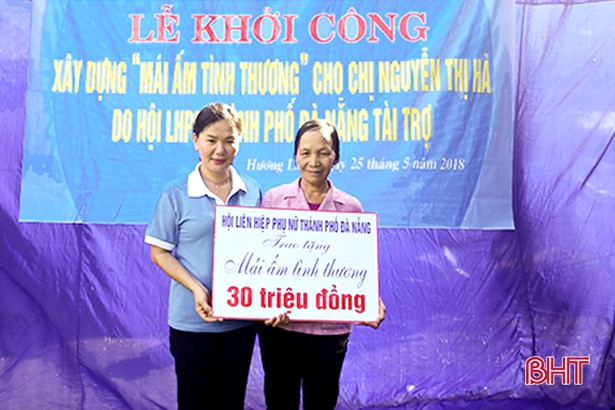 LỄ KHỞI CÔNG
XÂY DỰNG "MÁI ẤM TÌNH THƯƠNG" CHO CHỊ NGUYỄN THỊ HÀ
DO HỘI PHỐ ĐÀ NẴNG TÀI TRỢ
Hương ngày 25 tháng 5 năm 2018
HỘI LIÊN HIỆP PHỤ NỮ THÀNH PHỐ ĐÀ NẴNG
Trao tặng
Mái ấm tình thương
30 triệu đồng
BHT